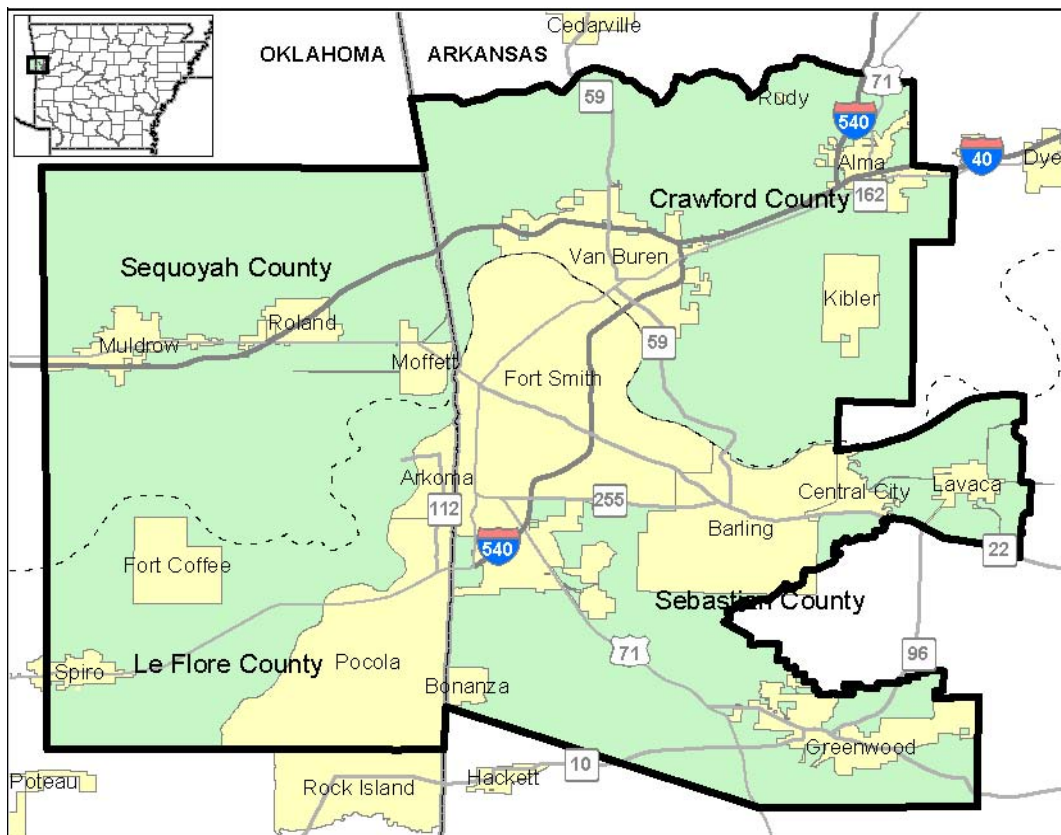 Cedarville
OKLAHOMA
ARKANSAS
59
71
Rudy
540
40
Alma
Dye
162
Crawford County
Van Buren
Sequoyah County
Kibler
Roland
Muldrow
Moffett
59
Fort Smith
Arkoma
Central City
Lavaca
255
112
Barling
540
22
Fort Coffee
Sebastian County
Le Flore County
Pocola
71
96
Spiro
Bonanza
Greenwood
10
Hackett
Poteau
Rock Island